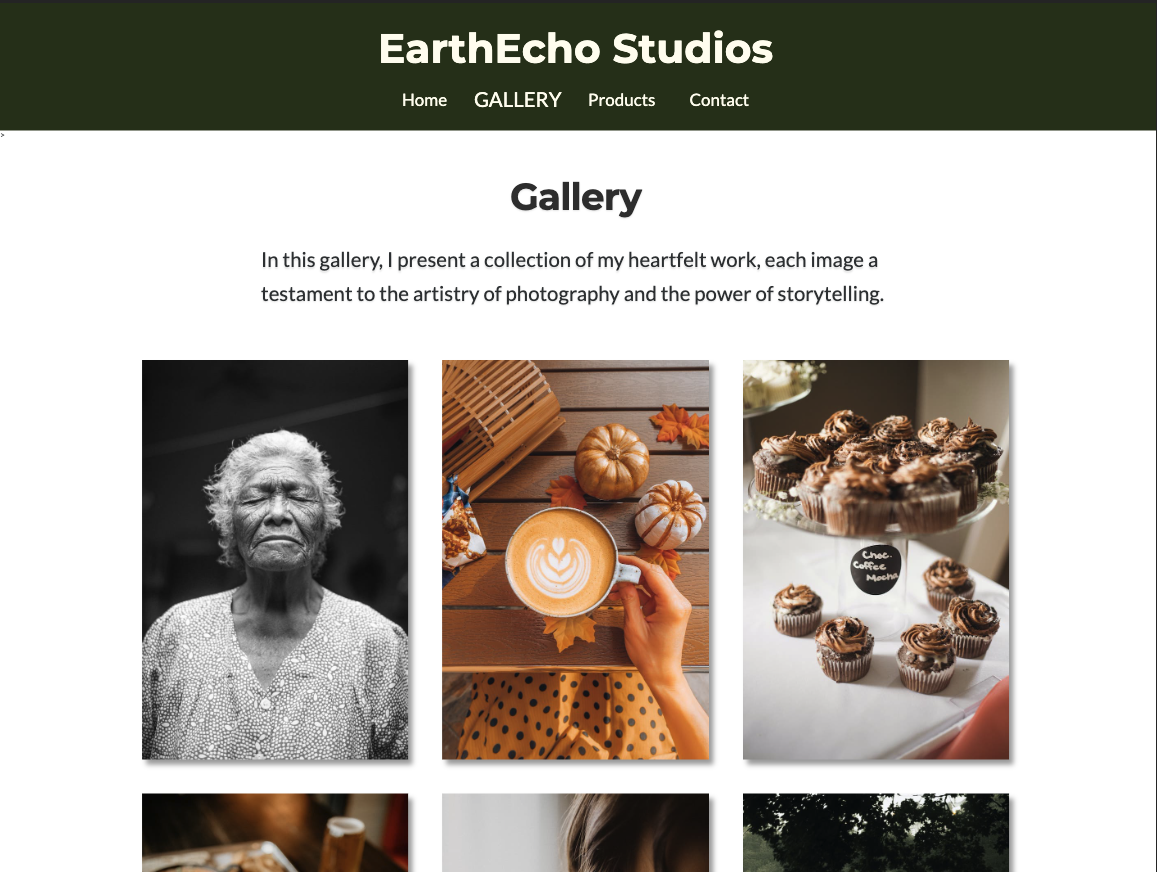 EarthEcho Studios
Home GALLERY Products Contact
>
Gallery
In this gallery, I present a collection of my heartfelt work, each image a
testament to the artistry of photography and the power of storytelling.
Choc.
Coffee
Mocha